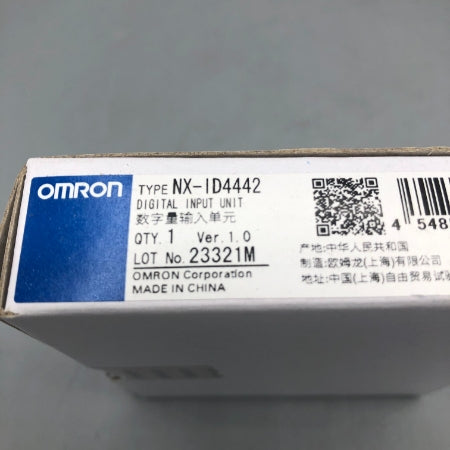 OMRON
TYPE NX-ID4442
DIGITAL INPUT UNIT
数字量输入单元
QTY. 1 Ver. 1.0
LOT No. 23321M
OMRON Corporation
MADE IN CHINA
4 548
产地:中华人民共和国
制造:欧姆龙(上海)有限公司
地址:中国(上海)自由贸易试验